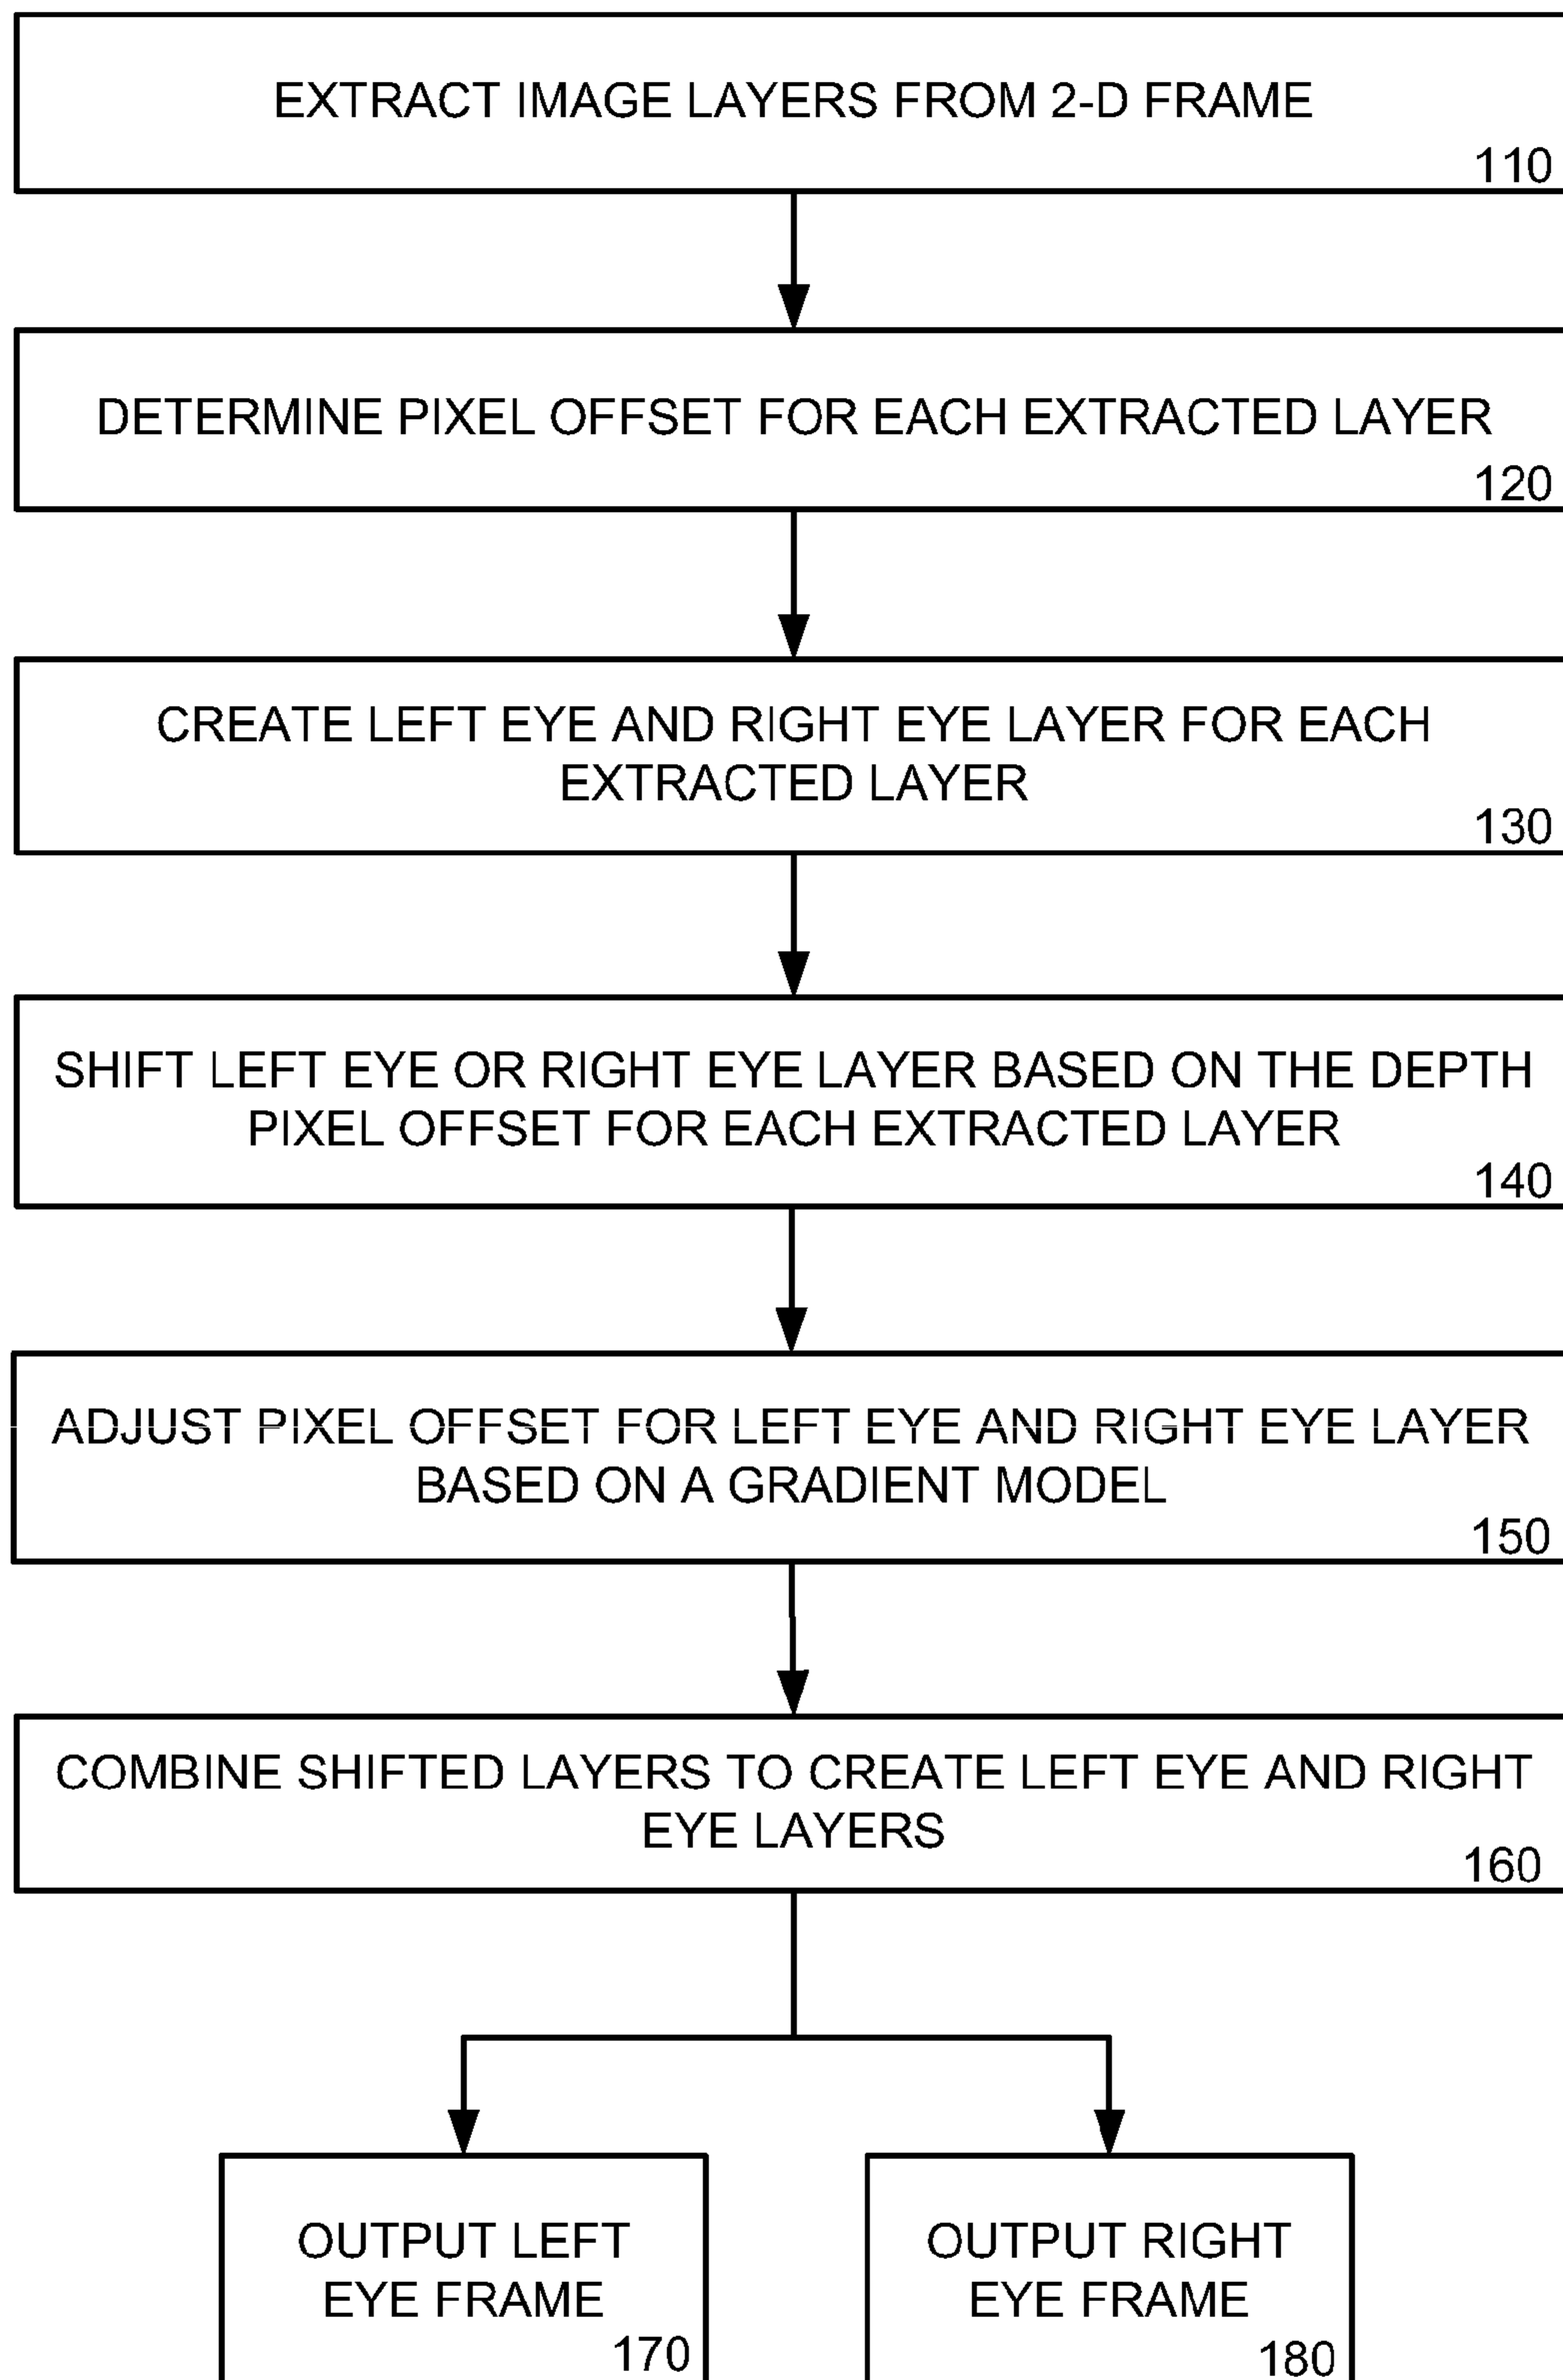 EXTRACT IMAGE LAYERS FROM 2-D FRAME
110
DETERMINE PIXEL OFFSET FOR EACH EXTRACTED LAYER
120
CREATE LEFT EYE AND RIGHT EYE LAYER FOR EACH
EXTRACTED LAYER
130
SHIFT LEFT EYE OR RIGHT EYE LAYER BASED ON THE DEPTH
PIXEL OFFSET FOR EACH EXTRACTED LAYER
140
ADJUST PIXEL OFFSET FOR LEFT EYE AND RIGHT EYE LAYER
BASED ON A GRADIENT MODEL
150
COMBINE SHIFTED LAYERS TO CREATE LEFT EYE AND RIGHT
EYE LAYERS
160
OUTPUT LEFT
EYE FRAME
170
OUTPUT RIGHT
EYE FRAME
180